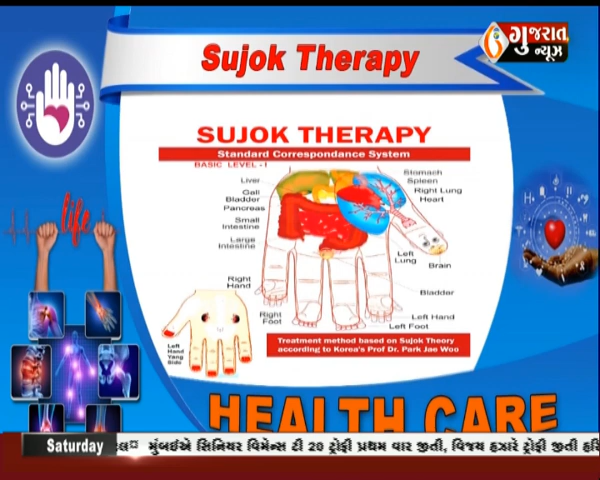 Sujok Therapy
ગુજરાત
ન્યૂઝ
SUJOK THERAPY
Standard Correspondance System
BASIC LEVEL - I
Liver
Gall
Bladder
Pancreas
Small
Intestine
Large
Intestine
Stomach
Spleen
Right Lung
Heart
Left
Lung
Brain
Bladder
Right
Hand
Right
Foot
Left Hand
Left Foot
Left
Hand
Yang
Side
Treatment method based on Sujok Theory
according to Korea's Prof Dr. Park Jae Woo
life
HEALTH CARE
Saturday
મુંબઈએ સિનિયર વિમેન્સ ટી 20 ટ્રોફી પ્રથમ વાર જીતી, વિજય હઝારે ટ્રોફી જીતી